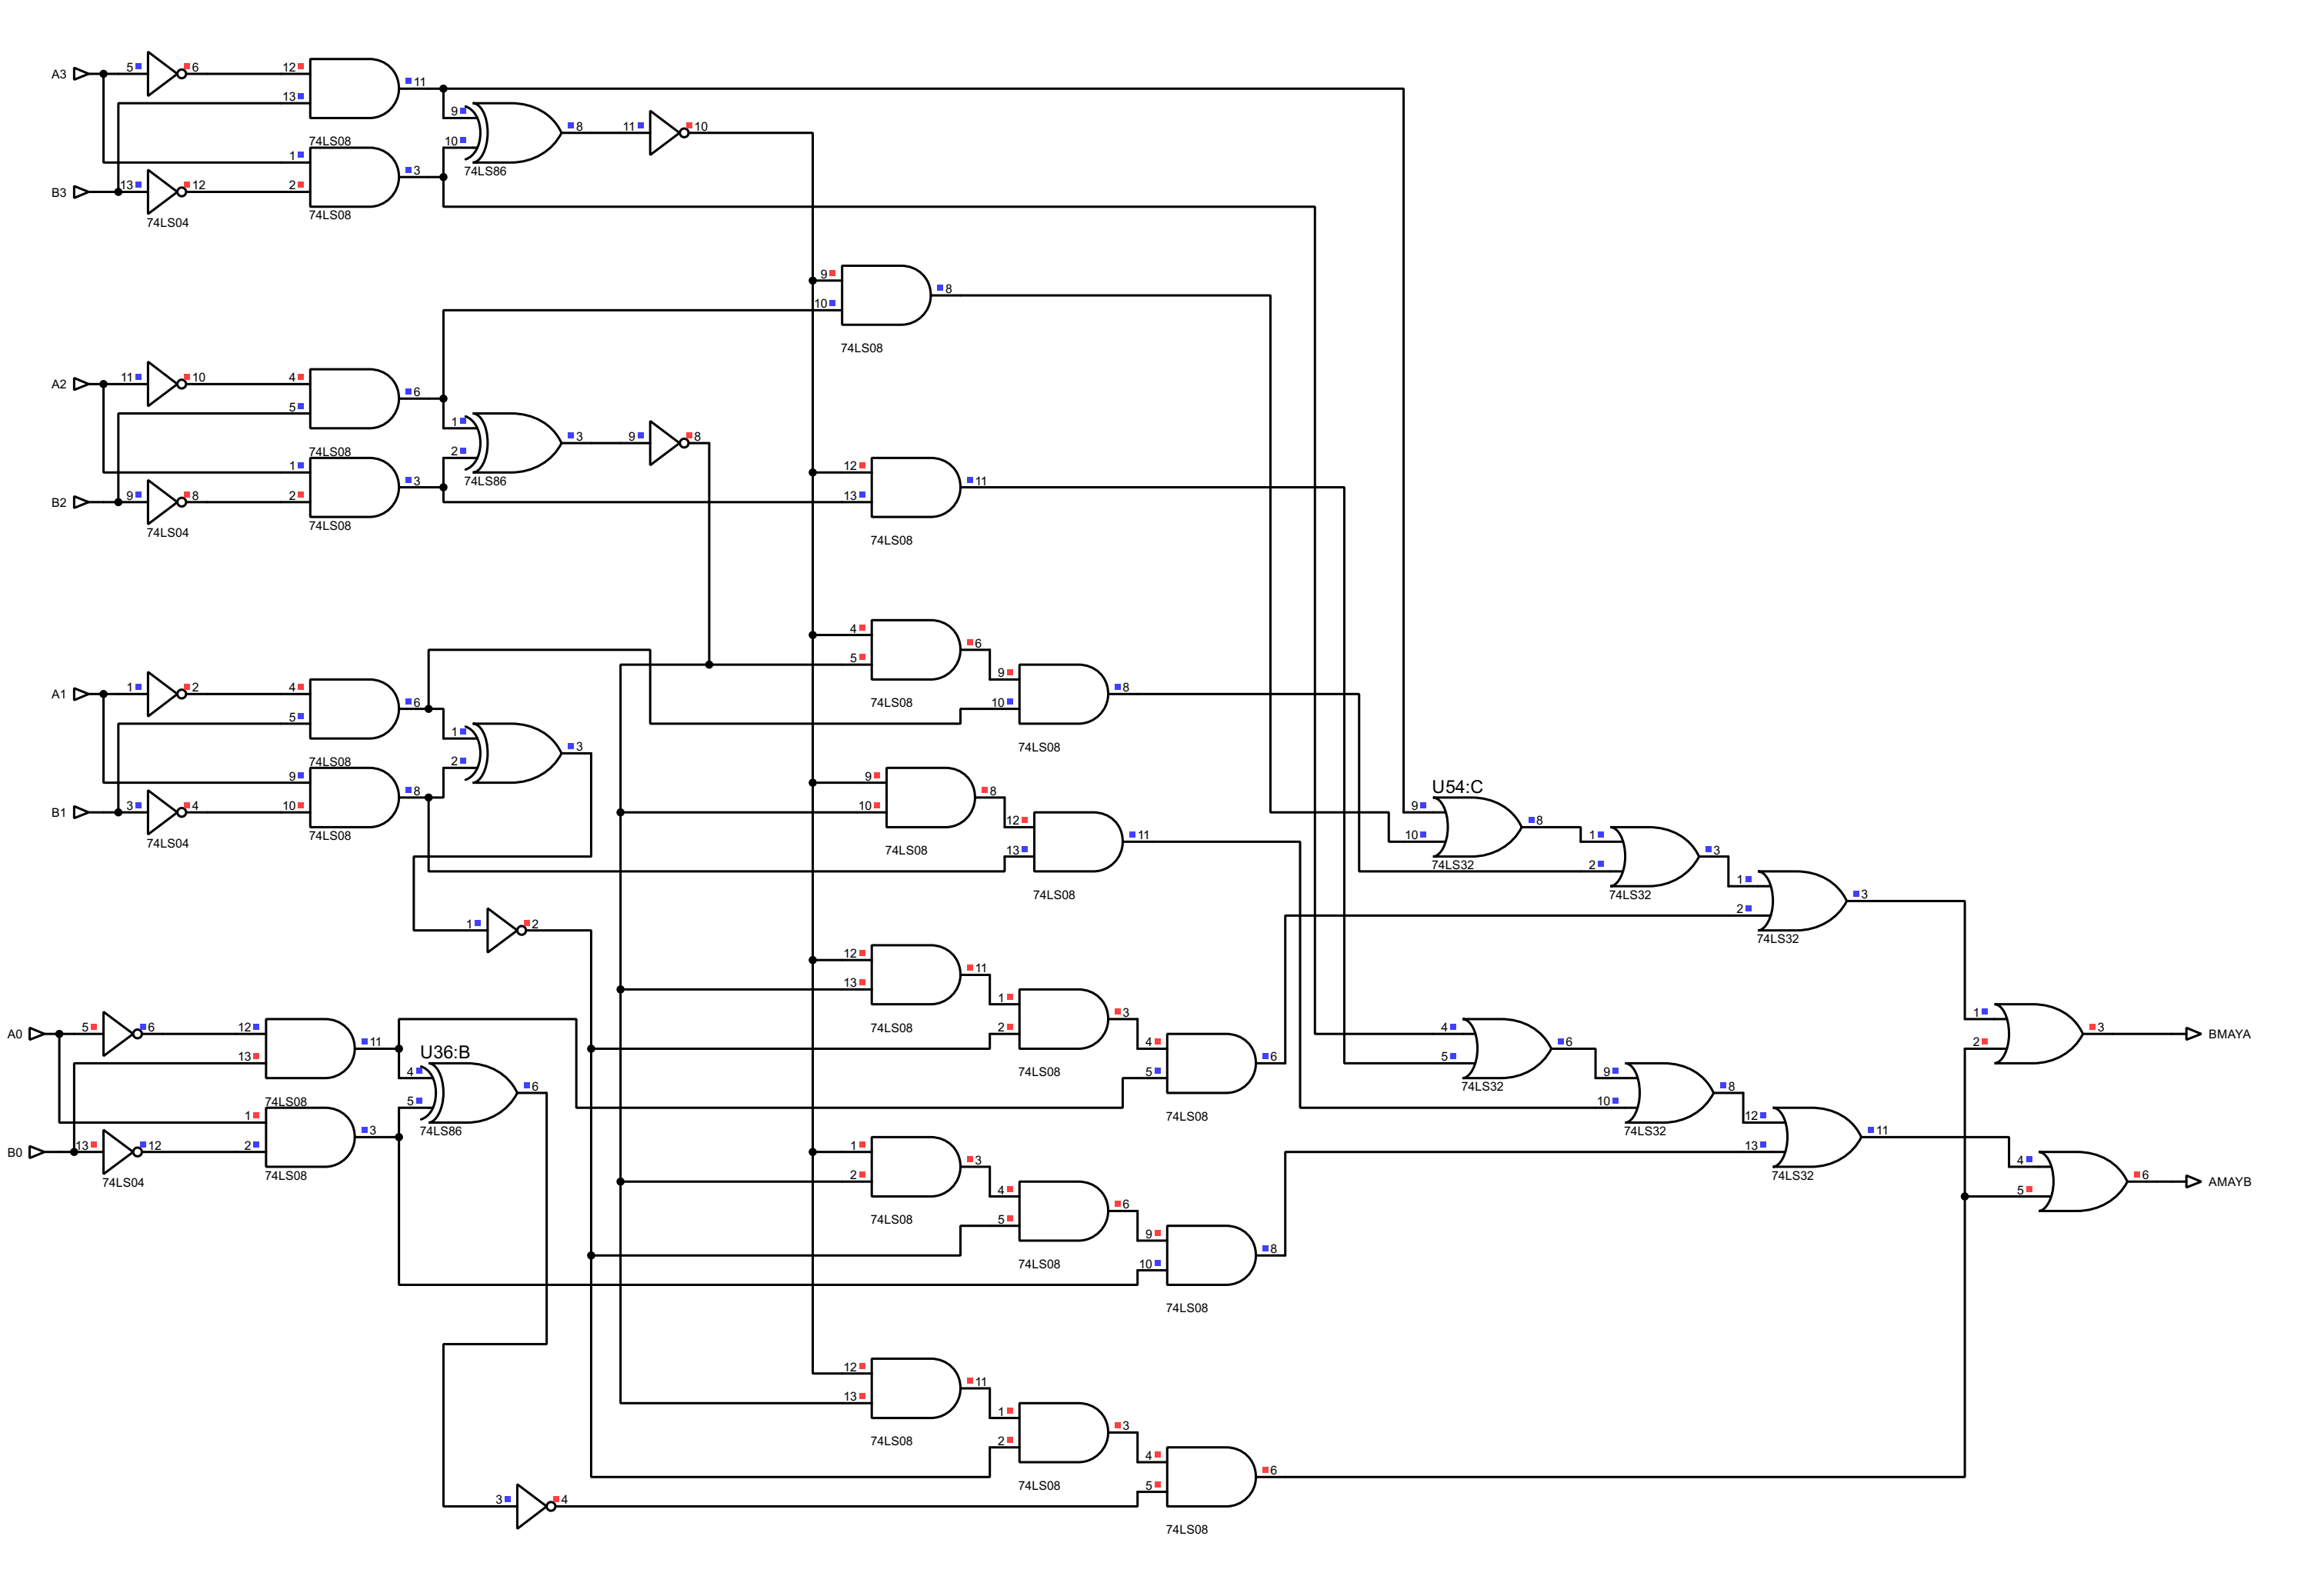 A3 5 6 12 11
13
74LS08
9 8 11 10
B3 13 12 1 3 10
2
74LS04 74LS08 74LS86
9 8
10
74LS08
A2 11 10 4 6
5
74LS08
1 3 9 8
B2 9 8 1 3 2
2
74LS04 74LS08 74LS86
12 11
13
74LS08
4 6
5 9 8
74LS08 10
74LS08
A1 1 2 4 6
5
74LS08
1 3
2
B1 3 4 9 8
10
74LS04 74LS08
9 8
10 12 11
74LS08 13
74LS08
U54:C
9 8
10 1 3
74LS32 2 1 3
74LS32 2
74LS32
1 2
12 11
13 1 3
74LS08 2 4 6
74LS08 5
74LS08
A0 5 6 12 11
13
74LS08
U36:B
4 6
5
74LS86
B0 13 12 1 3
2
74LS04 74LS08
4 6
5 9 8
74LS32 10 12 11
74LS32 13
74LS32
1 3 BMAYA
2
4 6 AMAYB
5
1 3
2 4 6
74LS08 5 9 8
74LS08 10
74LS08
12 11
13 1 3
74LS08 2 4 6
74LS08 5
3 4
74LS08